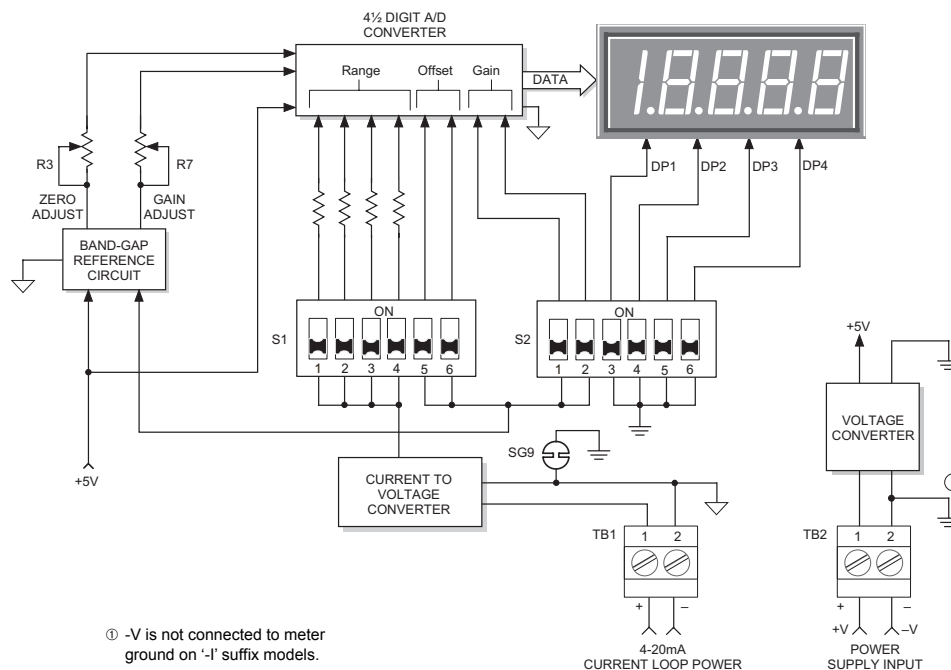 4½ DIGIT A/D
CONVERTER
Range Offset Gain
DATA
1.8.8.8.8
DP1
DP2
DP3
DP4
R3
R7
ZERO
ADJUST
GAIN
ADJUST
BAND-GAP
REFERENCE
CIRCUIT
S1
ON
1 2 3 4 5 6
S2
ON
1 2 3 4 5 6
+5V
VOLTAGE
CONVERTER
SG9
+5V
CURRENT TO
VOLTAGE
CONVERTER
TB1
1 2
+ –
4-20mA
CURRENT LOOP POWER
TB2
1 2
+ –
+V –V
POWER
SUPPLY INPUT
① -V is not connected to meter
ground on ‘-I’ suffix models.